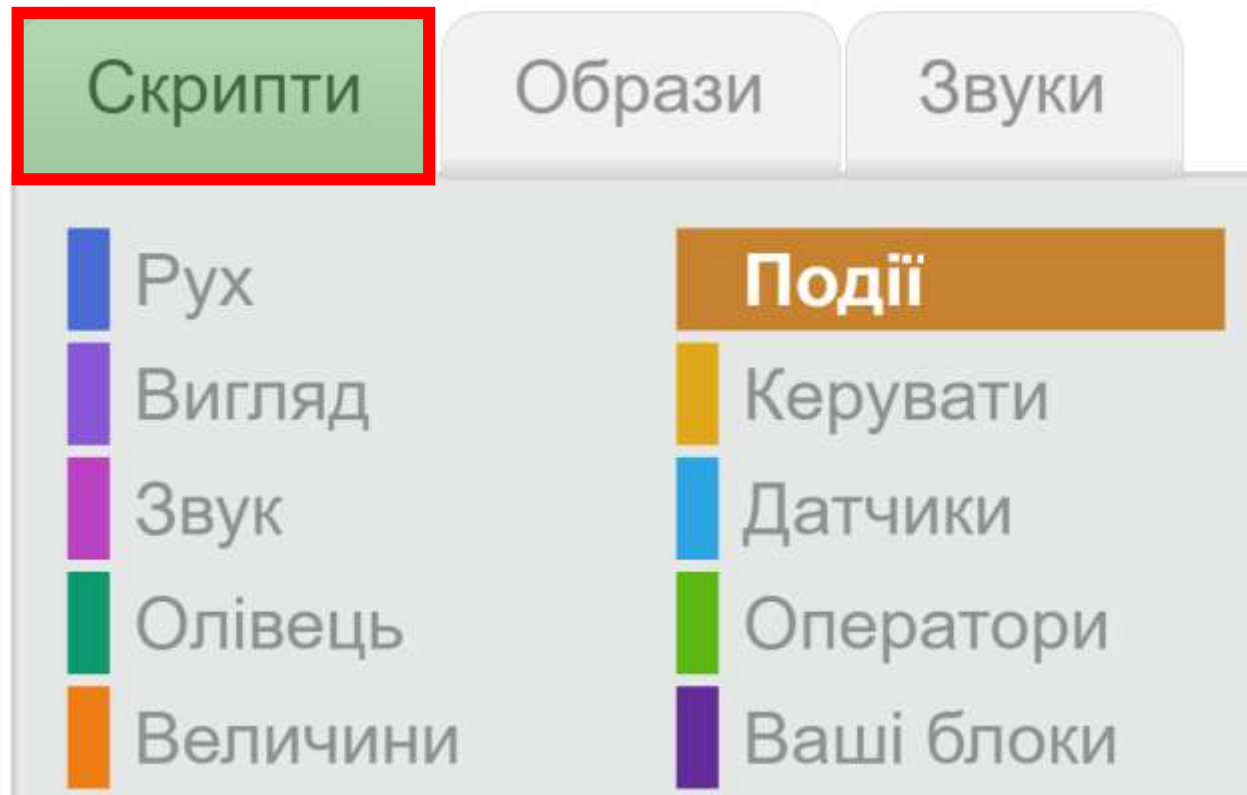 Скрипти Образи Звуки
Рух Події
Вигляд Керувати
Звук Датчики
Олівець Оператори
Величини Ваші блоки